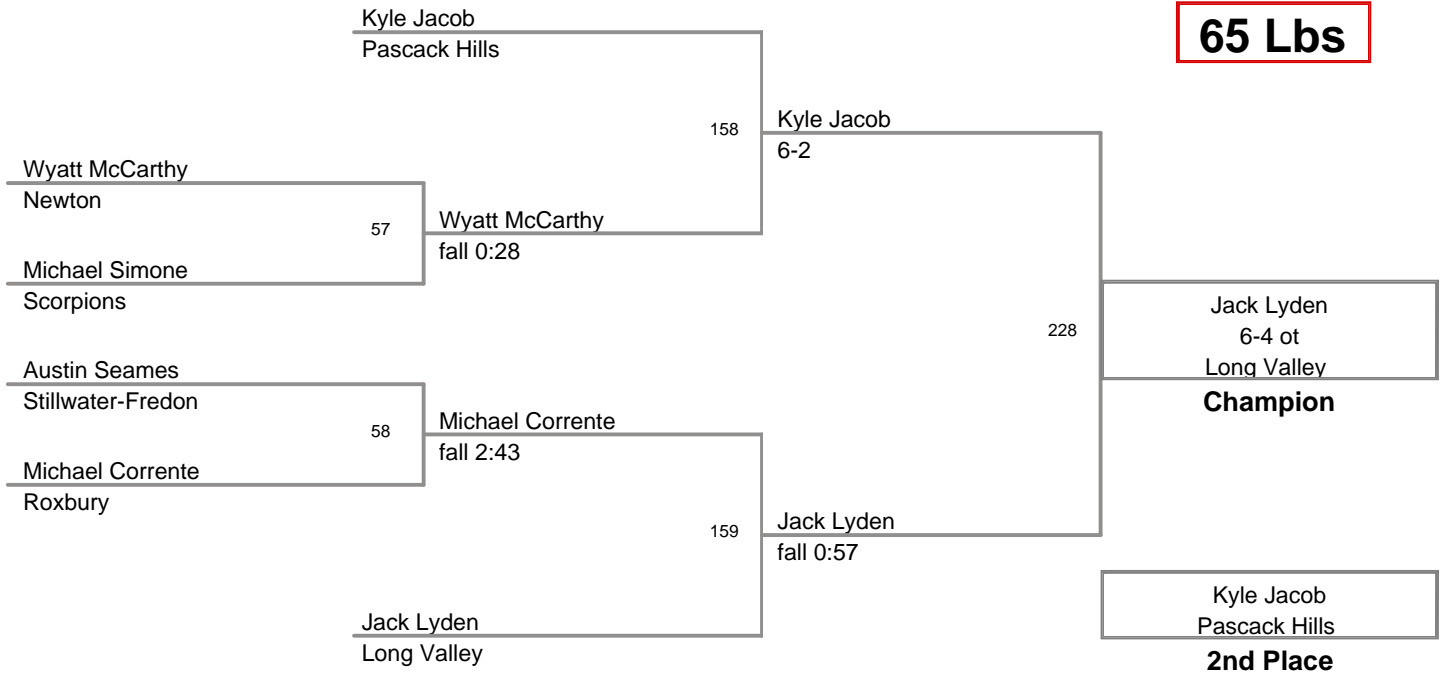 Kyle Jacob
Pascack Hills
65 Lbs
158
Kyle Jacob
6-2
Wyatt McCarthy
Newton
57
Wyatt McCarthy
fall 0:28
Michael Simone
Scorpions
228
Jack Lyden
6-4 ot
Long Valley
Champion
Austin Seames
Stillwater-Fredon
58
Michael Corrente
fall 2:43
Michael Corrente
Roxbury
159
Jack Lyden
fall 0:57
Jack Lyden
Long Valley
Kyle Jacob
Pascack Hills
2nd Place